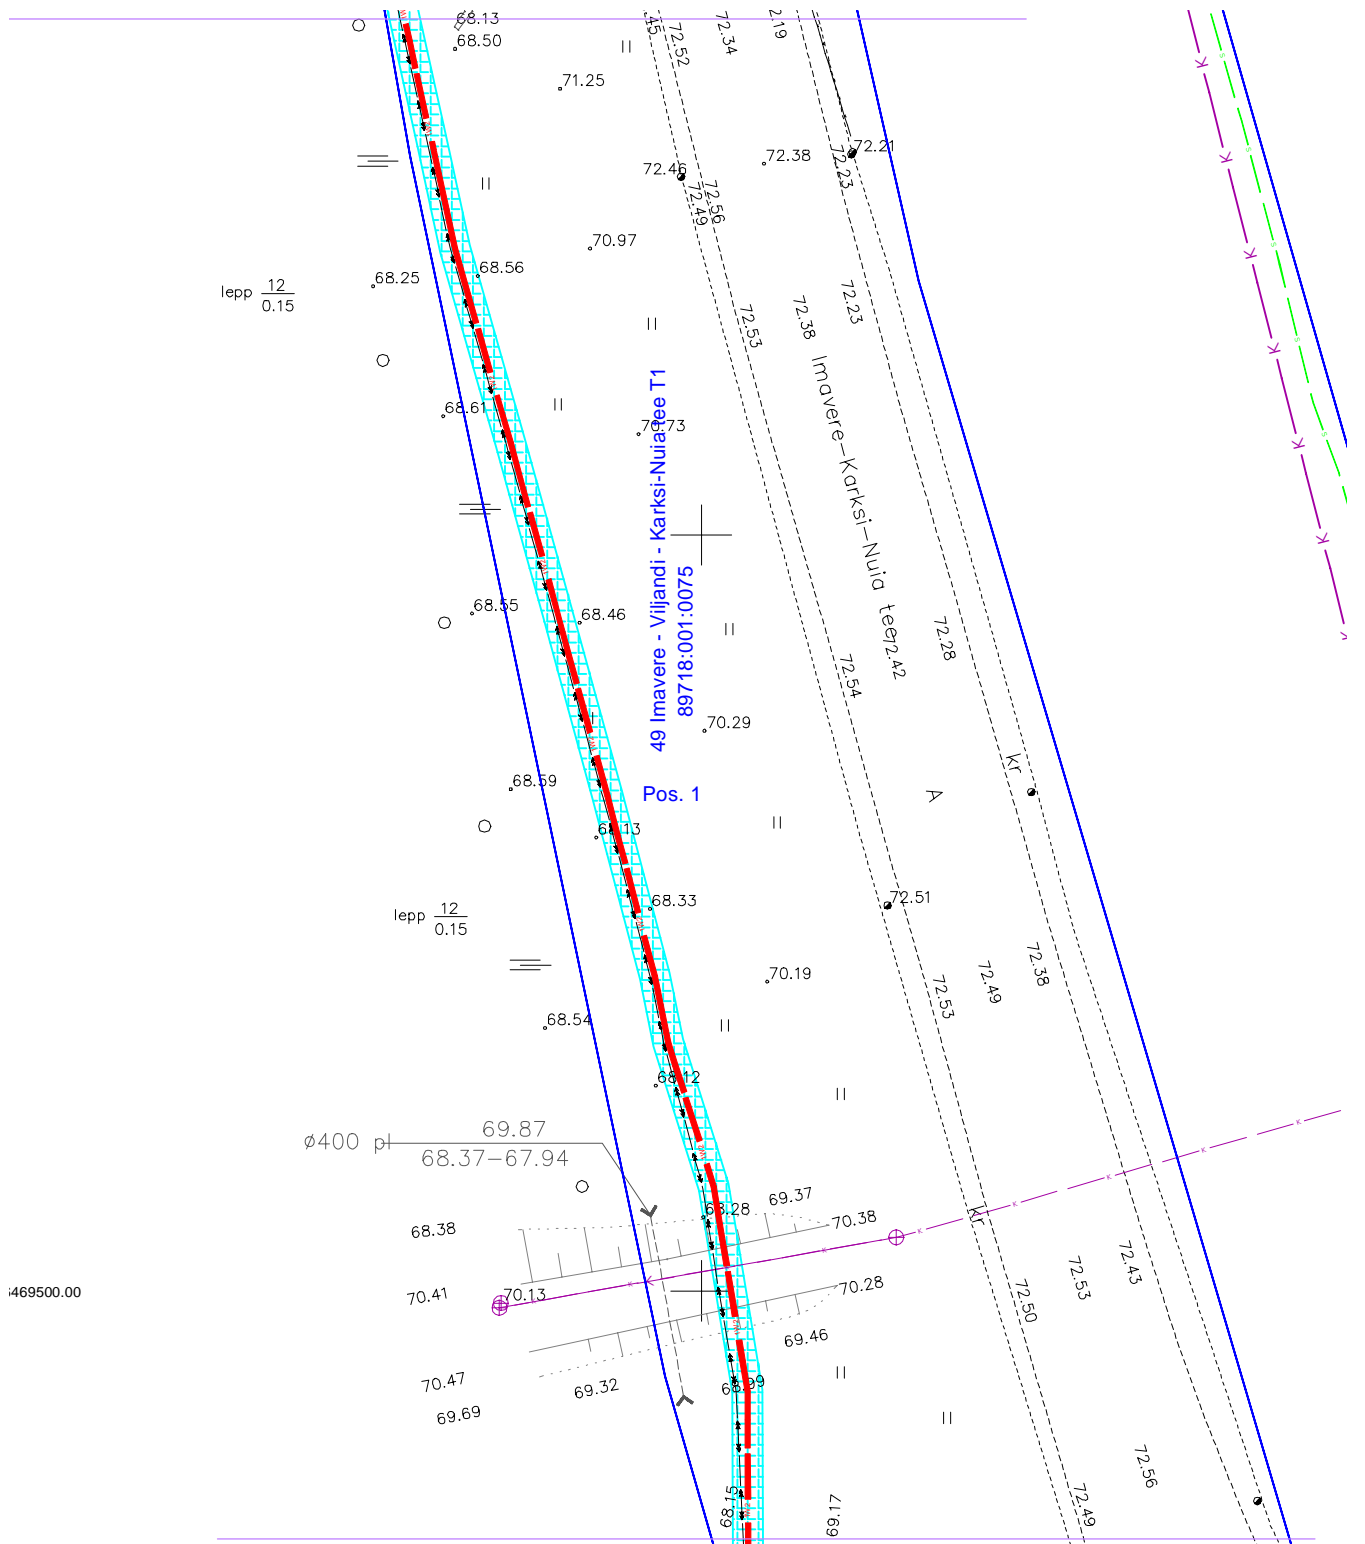 68.13
68.50
.45
72.52
72.34
2.19
K
s
71.25
72.21
72.38
72.23
72.46
72.49
72.56
K
s
70.97
68.56
68.25
lepp 12
0.15
72.23
72.38
72.53
K
s
K
s
68.61
70.73
K
s
Imavere-Karksi-Nuia tee
49 Imavere - Viljandi - Karksi-Nuia tee T1
89718:001:0075
K
68.55
68.46
72.42
72.28
K
72.54
70.29
kr
68.59
Pos. 1
A
68.13
68.33
72.51
lepp 12
0.15
72.38
72.49
72.53
70.19
68.54
68.12
ø400 pl
69.87
68.37-67.94
K
K
K
69.37
68.28
70.38
68.38
kr
K
K
K
72.43
72.53
72.50
70.28
70.13
70.41
469500.00
69.46
70.47
69.32
68.99
69.69
72.56
72.49
68.15
69.17